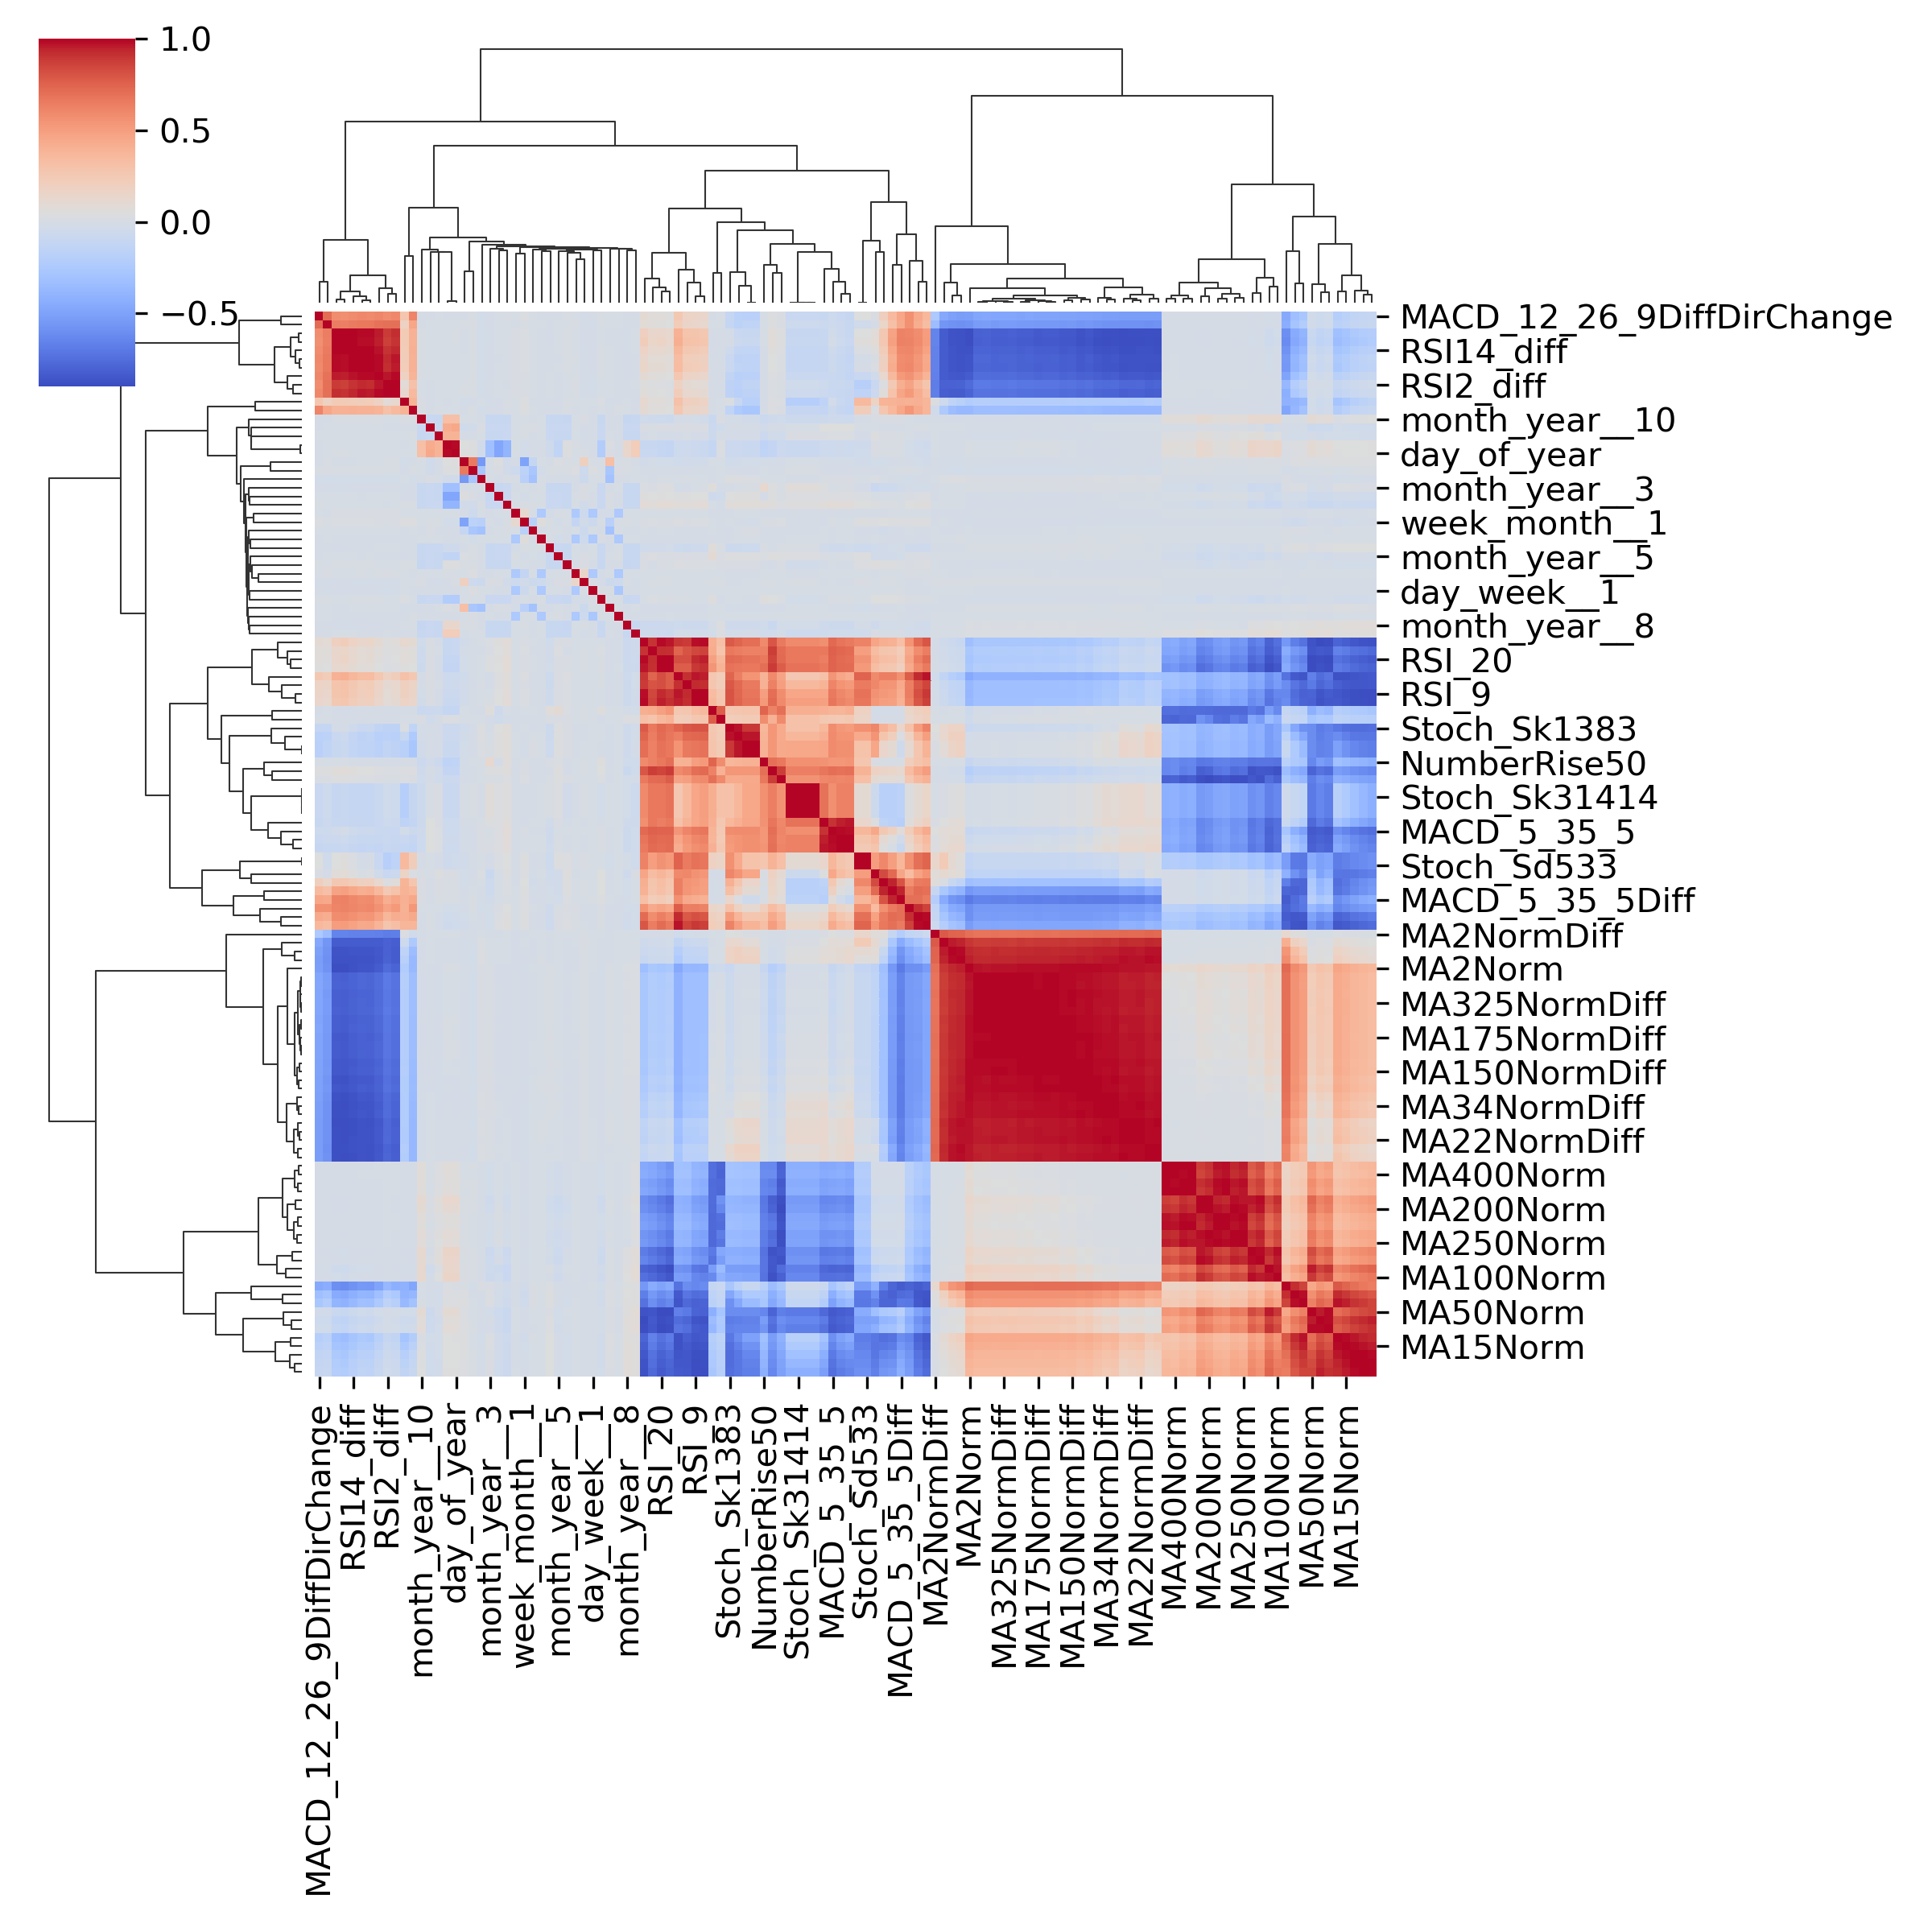 1.0
0.5
0.0
−0.5
MACD_12_26_9DiffDirChange
RSI14_diff
RSI2_diff
month_year__10
day_of_year
month_year__3
week_month__1
month_year__5
day_week__1
month_year__8
RSI_20
RSI_9
Stoch_Sk1383
NumberRise50
Stoch_Sk31414
MACD_5_35_5
Stoch_Sd533
MACD_5_35_5Diff
MA2NormDiff
MA2Norm
MA325NormDiff
MA175NormDiff
MA150NormDiff
MA34NormDiff
MA22NormDiff
MA400Norm
MA200Norm
MA250Norm
MA100Norm
MA50Norm
MA15Norm
MACD_12_26_9DiffDirChange
RSI14_diff
RSI2_diff
month_year__10
day_of_year
month_year__3
week_month__1
month_year__5
day_week__1
month_year__8
RSI_20
RSI_9
Stoch_Sk1383
NumberRise50
Stoch_Sk31414
MACD_5_35_5
Stoch_Sd533
MACD_5_35_5Diff
MA2NormDiff
MA2Norm
MA325NormDiff
MA175NormDiff
MA150NormDiff
MA34NormDiff
MA22NormDiff
MA400Norm
MA200Norm
MA250Norm
MA100Norm
MA50Norm
MA15Norm